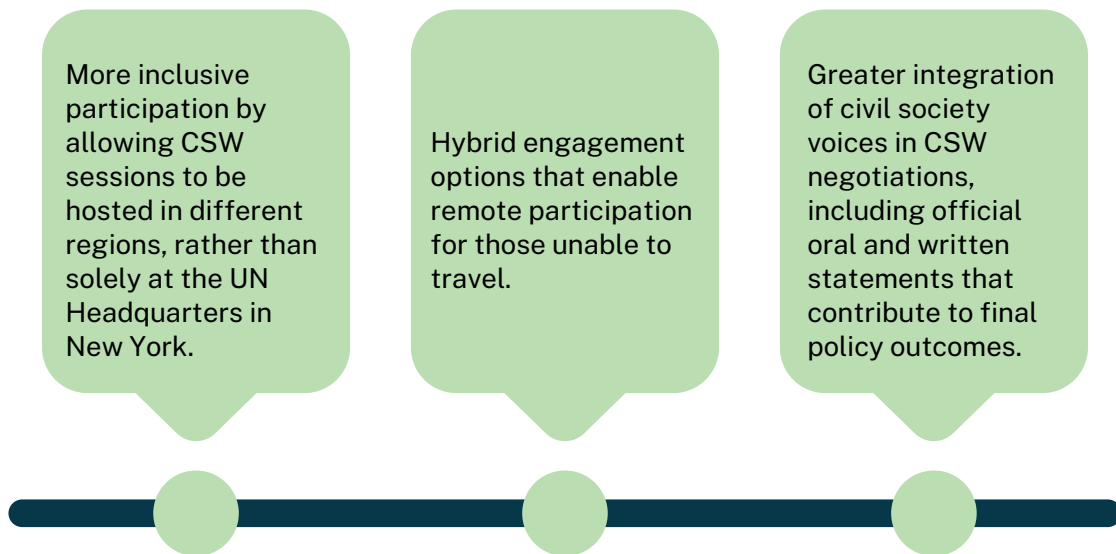 More inclusive
participation by
allowing CSW
sessions to be
hosted in different
regions, rather than
solely at the UN
Headquarters in
New York.
Hybrid engagement
options that enable
remote participation
for those unable to
travel.
Greater integration
of civil society
voices in CSW
negotiations,
including official
oral and written
statements that
contribute to final
policy outcomes.